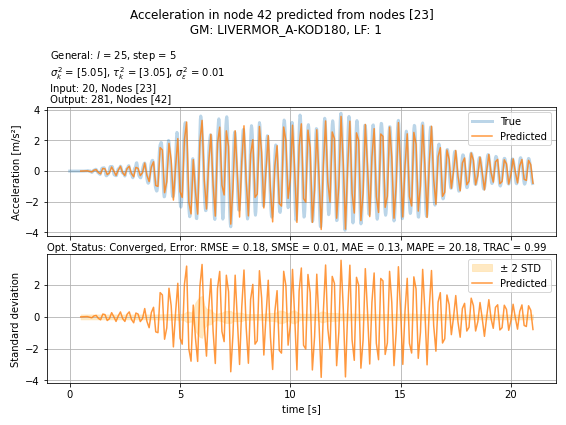 Acceleration in node 42 predicted from nodes [23]
GM: LIVERMOR_A-KOD180, LF: 1
General: l = 25, step = 5
σ²ₖ = [5.05], τ²ₖ = [3.05], σ²ε = 0.01
Input: 20, Nodes [23]
Output: 281, Nodes [42]
Acceleration [m/s²]
4
2
0
−2
−4
True
Predicted
Opt. Status: Converged, Error: RMSE = 0.18, SMSE = 0.01, MAE = 0.13, MAPE = 20.18, TRAC = 0.99
Standard deviation
2
0
−2
−4
± 2 STD
Predicted
0 5 10 15 20
time [s]